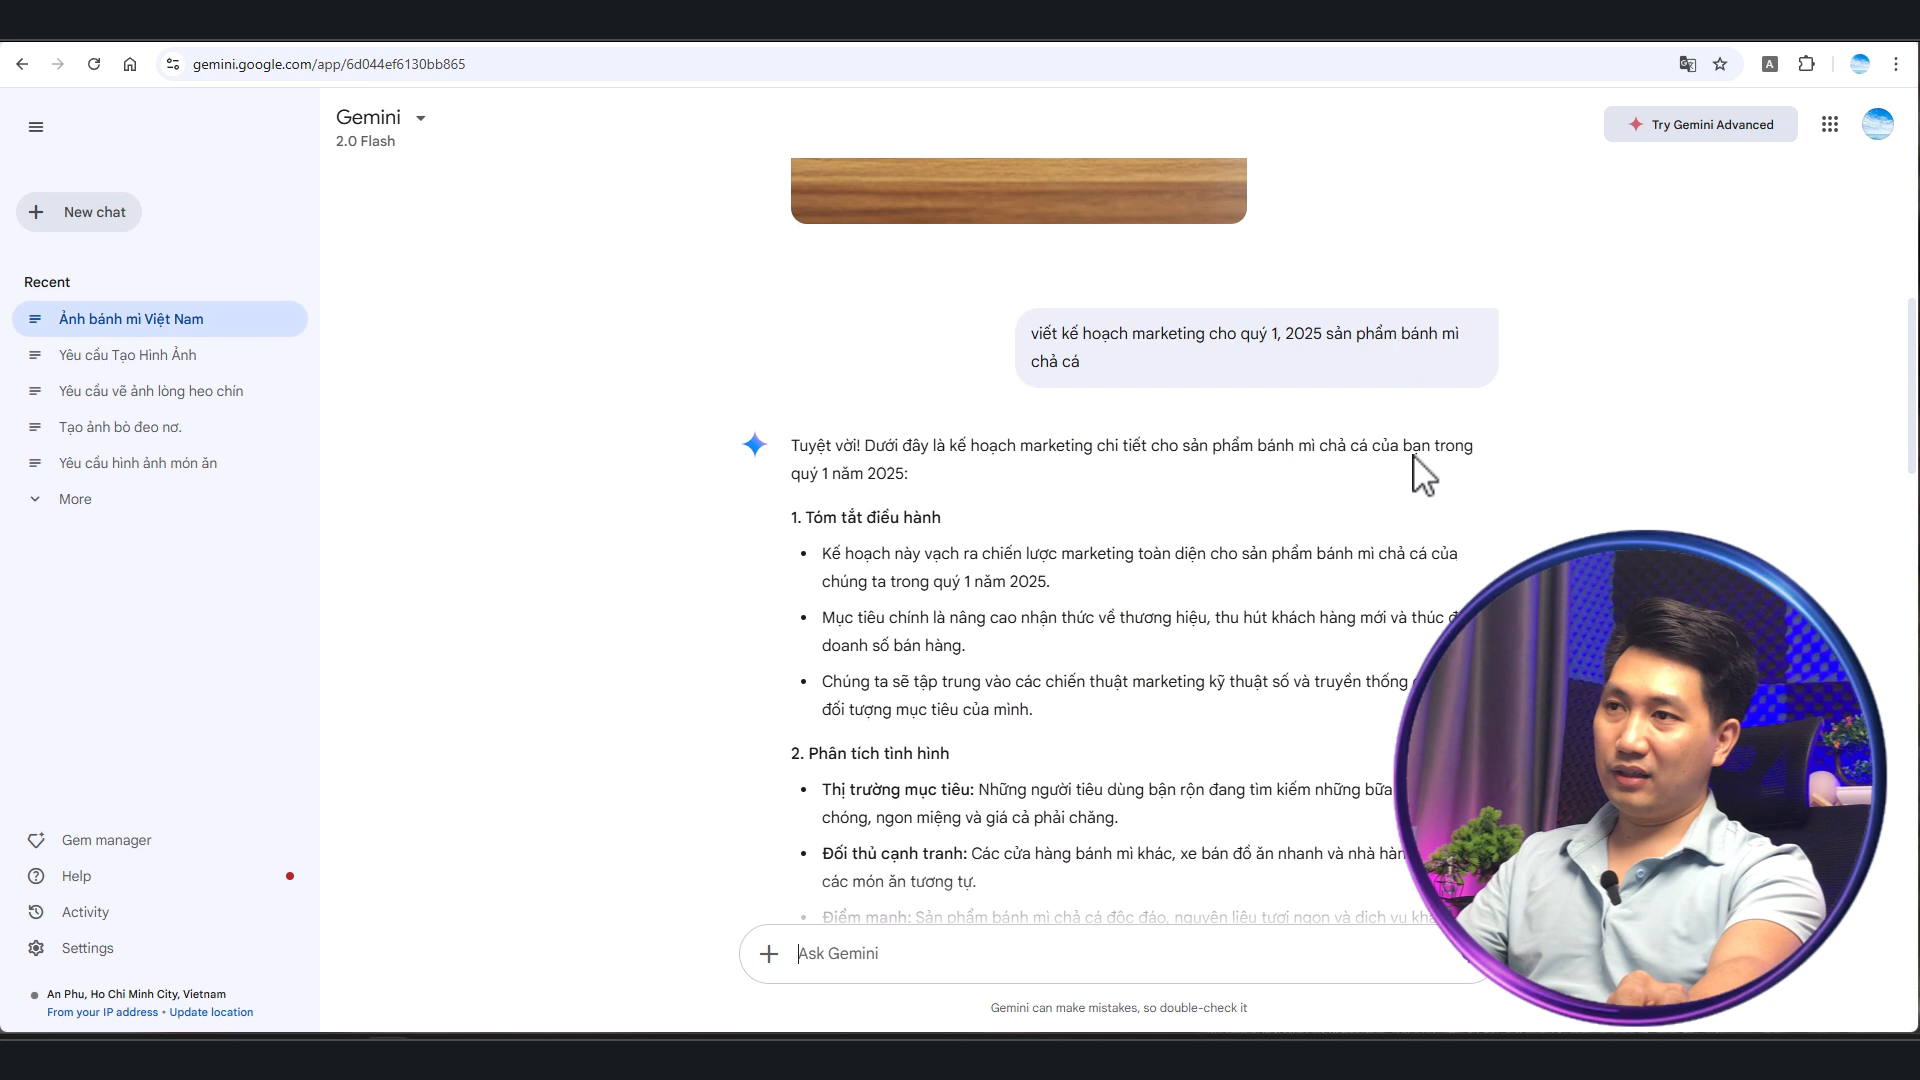 gemini.google.com/app/6d044ef6130bb865
A
Gemini
2.0 Flash
Try Gemini Advanced
New chat
Recent
Ảnh bánh mì Việt Nam
Yêu cầu Tạo Hình Ảnh
Yêu cầu vẽ ảnh lòng heo chín
Tạo ảnh bò đeo nơ.
Yêu cầu hình ảnh món ăn
More
Gem manager
Help
Activity
Settings
An Phu, Ho Chi Minh City, Vietnam
From your IP address • Update location
viết kế hoạch marketing cho quý 1, 2025 sản phẩm bánh mì
chả cá
Tuyệt vời! Dưới đây là kế hoạch marketing chi tiết cho sản phẩm bánh mì chả cá của bạn trong
quý 1 năm 2025:
1. Tóm tắt điều hành
• Kế hoạch này vạch ra chiến lược marketing toàn diện cho sản phẩm bánh mì chả cá của
chúng ta trong quý 1 năm 2025.
• Mục tiêu chính là nâng cao nhận thức về thương hiệu, thu hút khách hàng mới và thúc
doanh số bán hàng.
• Chúng ta sẽ tập trung vào các chiến thuật marketing kỹ thuật số và truyền thống
đối tượng mục tiêu của mình.
2. Phân tích tình hình
• Thị trường mục tiêu: Những người tiêu dùng bận rộn đang tìm kiếm những bữa
chóng, ngon miệng và giá cả phải chăng.
• Đối thủ cạnh tranh: Các cửa hàng bánh mì khác, xe bán đồ ăn nhanh và nhà
các món ăn tương tự.
• Điểm mạnh: Sản phẩm bánh mì chả cá độc đáo, nguyên liệu tươi ngon và dịch vụ
Ask Gemini
Gemini can make mistakes, so double-check it